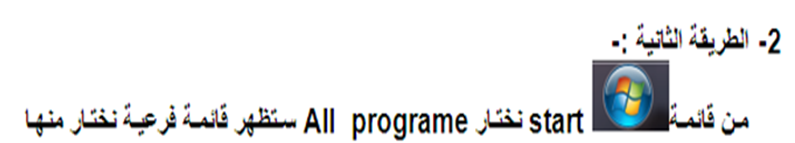 2- الطريقة الثانية :-
من قائمة start نختار All programe ستظهر قائمة فرعية نختار منها